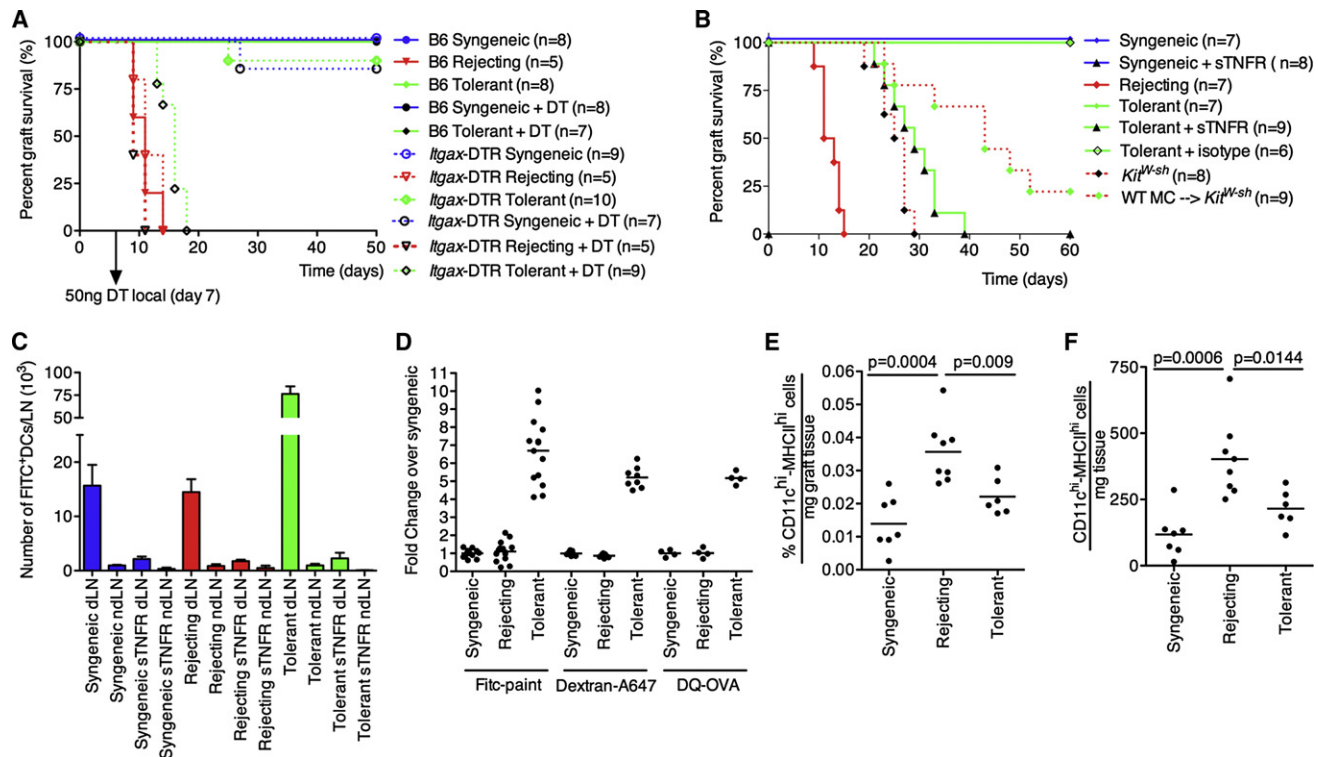 A
Percent graft survival (%)
100
75
50
25
0
0 10 20 30 40 50
Time (days)
50ng DT local (day 7)
B6 Syngeneic (n=8)
B6 Rejecting (n=5)
B6 Tolerant (n=8)
B6 Syngeneic + DT (n=8)
B6 Tolerant + DT (n=7)
Itgax-DTR Syngeneic (n=9)
Itgax-DTR Rejecting (n=5)
Itgax-DTR Tolerant (n=10)
Itgax-DTR Syngeneic + DT (n=7)
Itgax-DTR Rejecting + DT (n=5)
Itgax-DTR Tolerant + DT (n=9)
B
Percent graft survival (%)
100
75
50
25
0
0 10 20 30 40 50 60
Time (days)
Syngeneic (n=7)
Syngeneic + sTNFR ( n=8)
Rejecting (n=7)
Tolerant (n=7)
Tolerant + sTNFR (n=9)
Tolerant + isotype (n=6)
Kit^W-sh (n=8)
WT MC --> Kit^W-sh (n=9)
C
Number of FITC⁺DCs/LN (10³)
100
75
50
20
10
0
Syngeneic dLN
Syngeneic ndLN
Syngeneic sTNFR dLN
Syngeneic sTNFR ndLN
Rejecting dLN
Rejecting ndLN
Rejecting sTNFR dLN
Rejecting sTNFR ndLN
Tolerant dLN
Tolerant ndLN
Tolerant sTNFR dLN
Tolerant sTNFR ndLN
D
Fold Change over syngeneic
11
10
9
8
7
6
5
4
3
2
1
0
Syngeneic
Rejecting
Tolerant
Syngeneic
Rejecting
Tolerant
Syngeneic
Rejecting
Tolerant
Fitc-paint
Dextran-A647
DQ-OVA
E
p=0.0004 p=0.009
% CD11c^hi-MHCII^hi cells
mg graft tissue
0.06
0.05
0.04
0.03
0.02
0.01
0.00
Syngeneic
Rejecting
Tolerant
F
p=0.0006 p=0.0144
CD11c^hi-MHCII^hi cells
mg tissue
750
500
250
0
Syngeneic
Rejecting
Tolerant